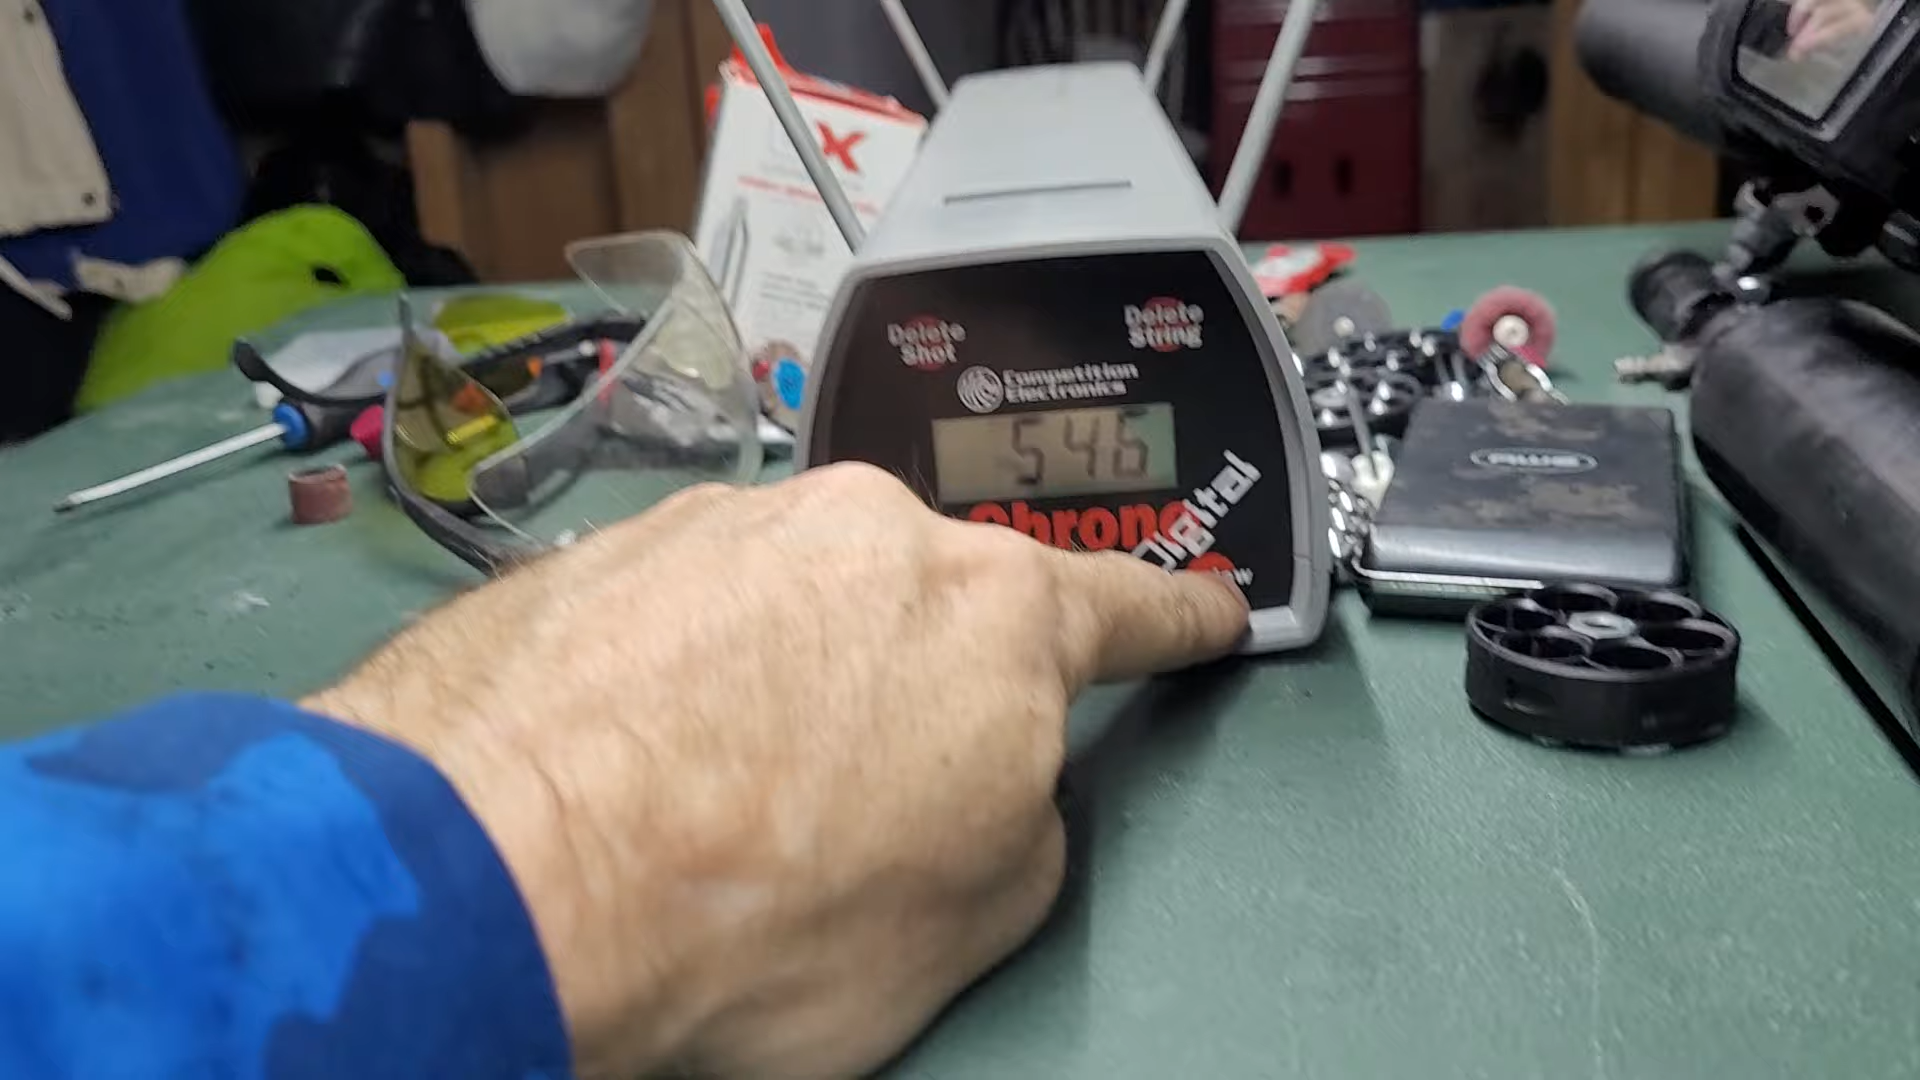 X
Delete
Shot
Delete
String
Competition
Electronics
546
Chrono
Digital